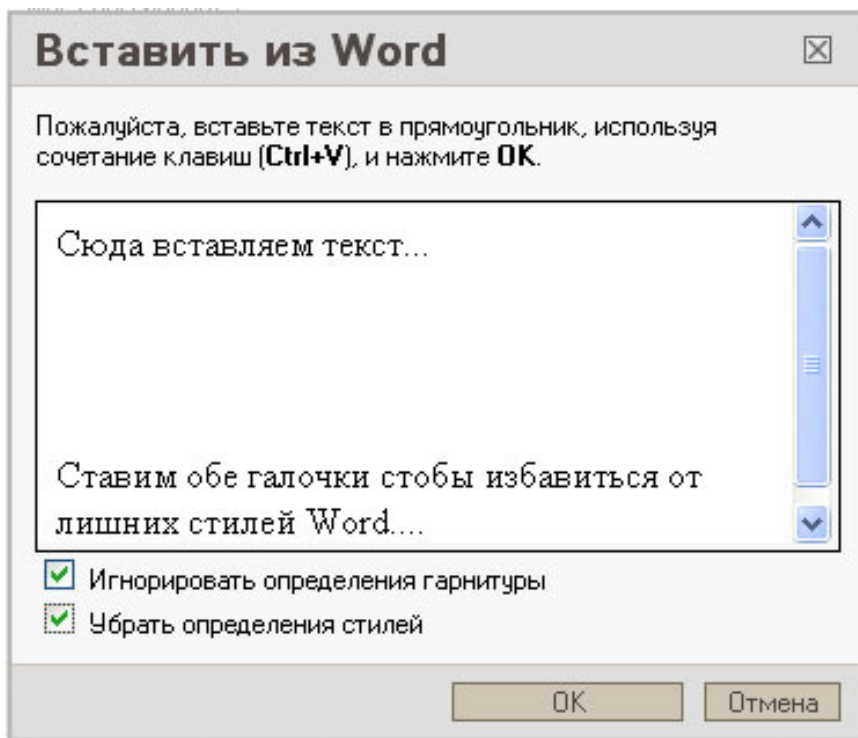 Вставить из Word
Пожалуйста, вставьте текст в прямоугольник, используя
сочетание клавиш (Ctrl+V), и нажмите OK.
Сюда вставляем текст...
Ставим обе галочки стобы избавиться от
лишних стилей Word....
Игнорировать определения гарнитуры
Убрать определения стилей
OK Отмена